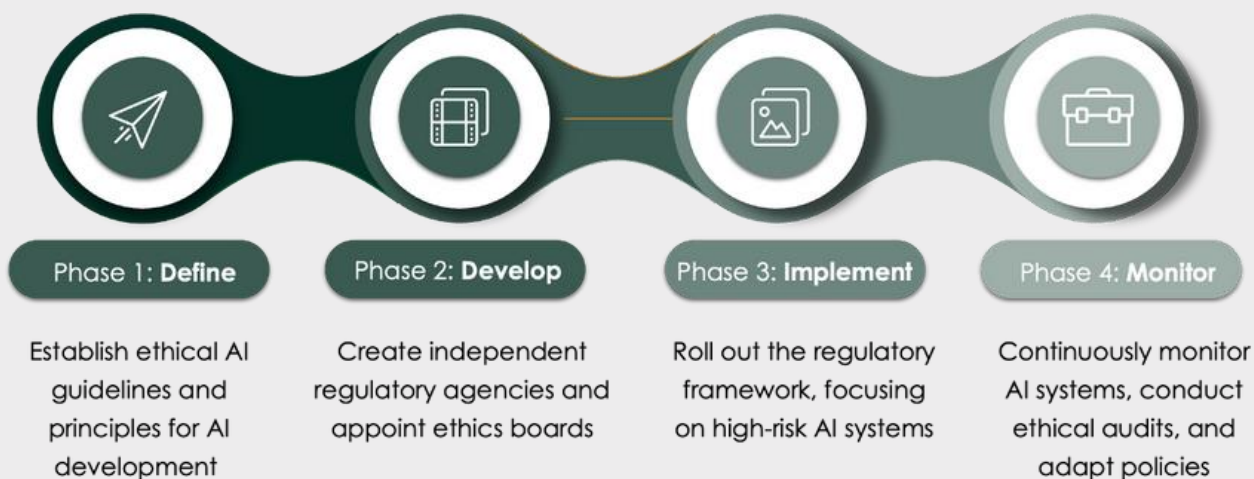 Phase 1: Define
Establish ethical AI
guidelines and
principles for AI
development
Phase 2: Develop
Create independent
regulatory agencies and
appoint ethics boards
Phase 3: Implement
Roll out the regulatory
framework, focusing
on high-risk AI systems
Phase 4: Monitor
Continuously monitor
AI systems, conduct
ethical audits, and
adapt policies